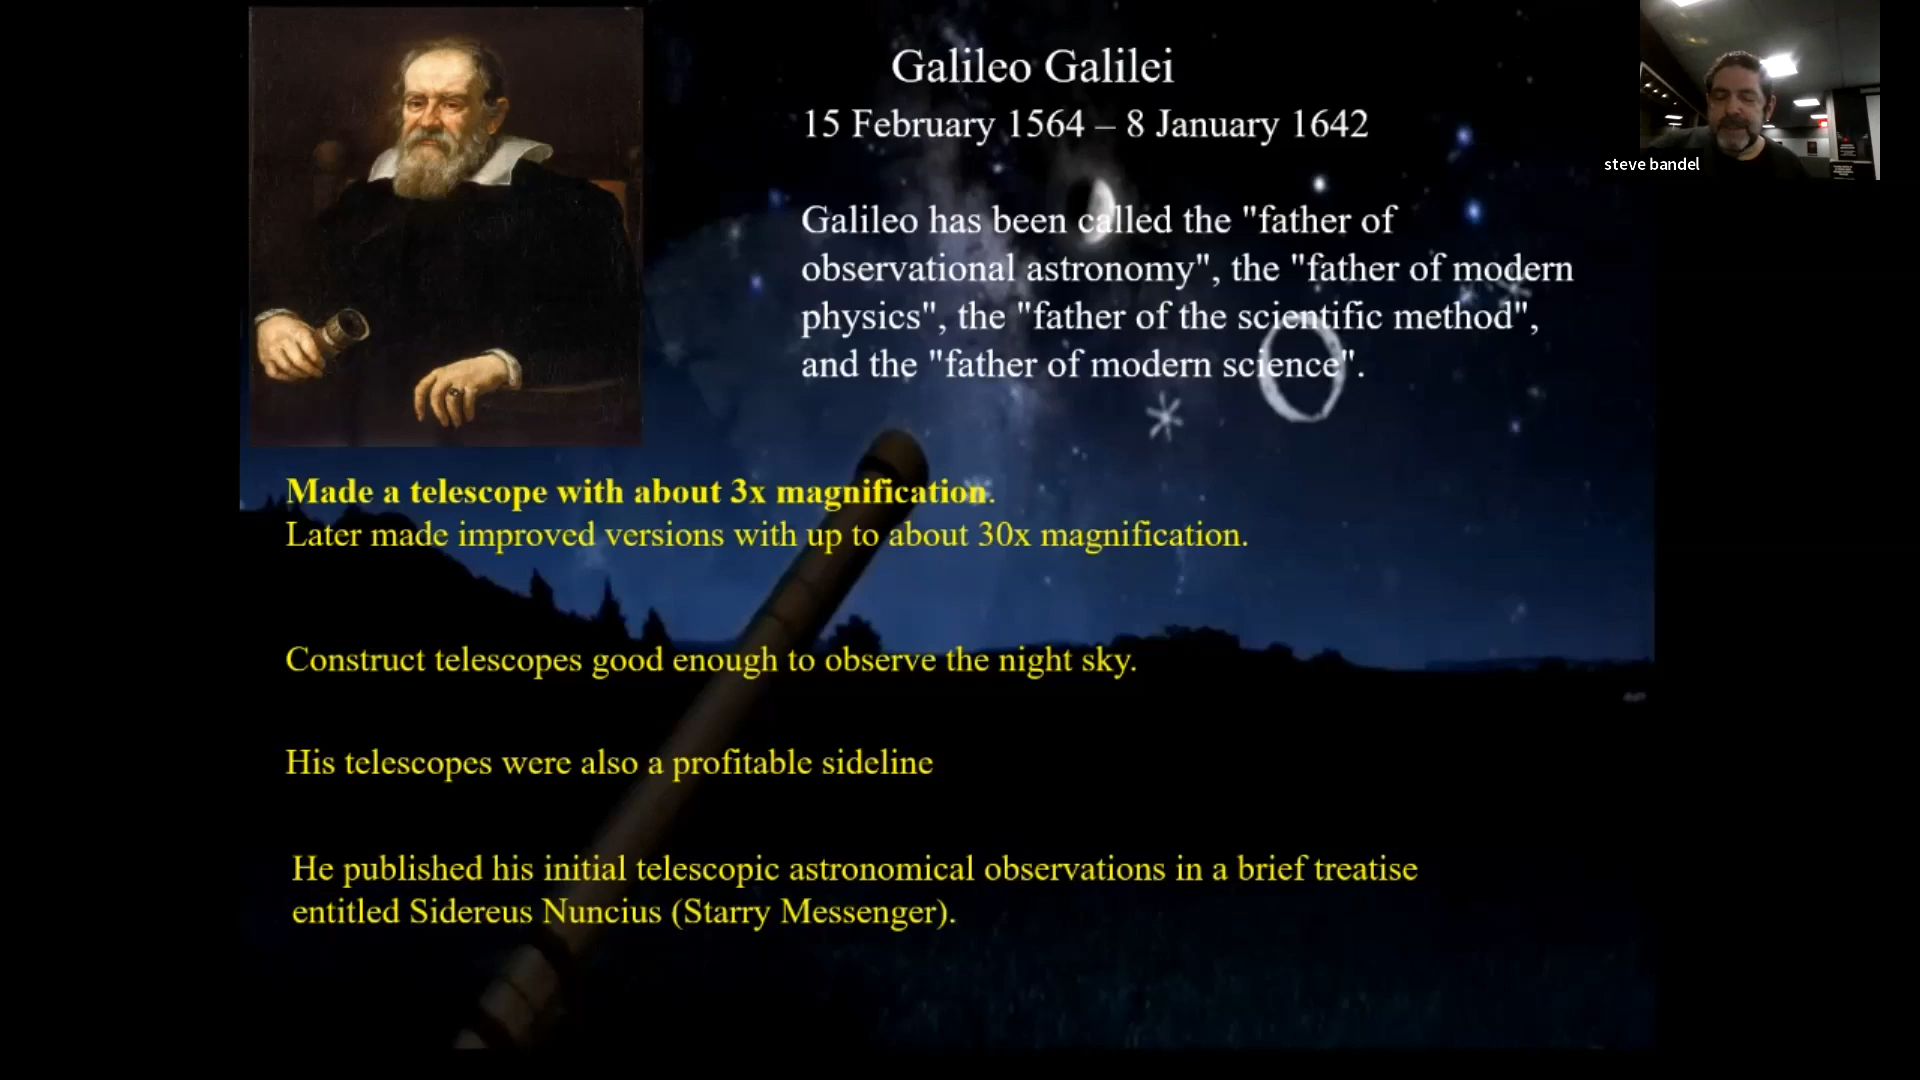 Galileo Galilei
15 February 1564 – 8 January 1642
steve bandel
Galileo has been called the "father of
observational astronomy", the "father of modern
physics", the "father of the scientific method",
and the "father of modern science".
Made a telescope with about 3x magnification.
Later made improved versions with up to about 30x magnification.
Construct telescopes good enough to observe the night sky.
His telescopes were also a profitable sideline
He published his initial telescopic astronomical observations in a brief treatise
entitled Sidereus Nuncius (Starry Messenger).